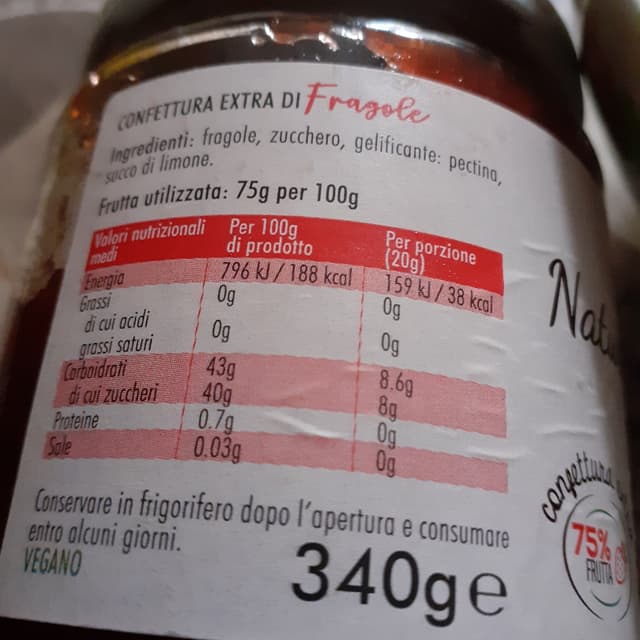 CONFETTURA EXTRA DI Fragole
Ingredienti: fragole, zucchero, gelificante: pectina,
succo di limone.
Frutta utilizzata: 75g per 100g
Valori nutrizionali medi Per 100g di prodotto Per porzione (20g)
Energia 796 kJ / 188 kcal 159 kJ / 38 kcal
Grassi 0g 0g
di cui acidi grassi saturi 0g 0g
Carboidrati 43g 8.6g
di cui zuccheri 40g 8g
Proteine 0.7g 0g
Sale 0.03g 0g
Conservare in frigorifero dopo l'apertura e consumare
entro alcuni giorni.
VEGANO
340g e
confettura
75%
FRUTTA